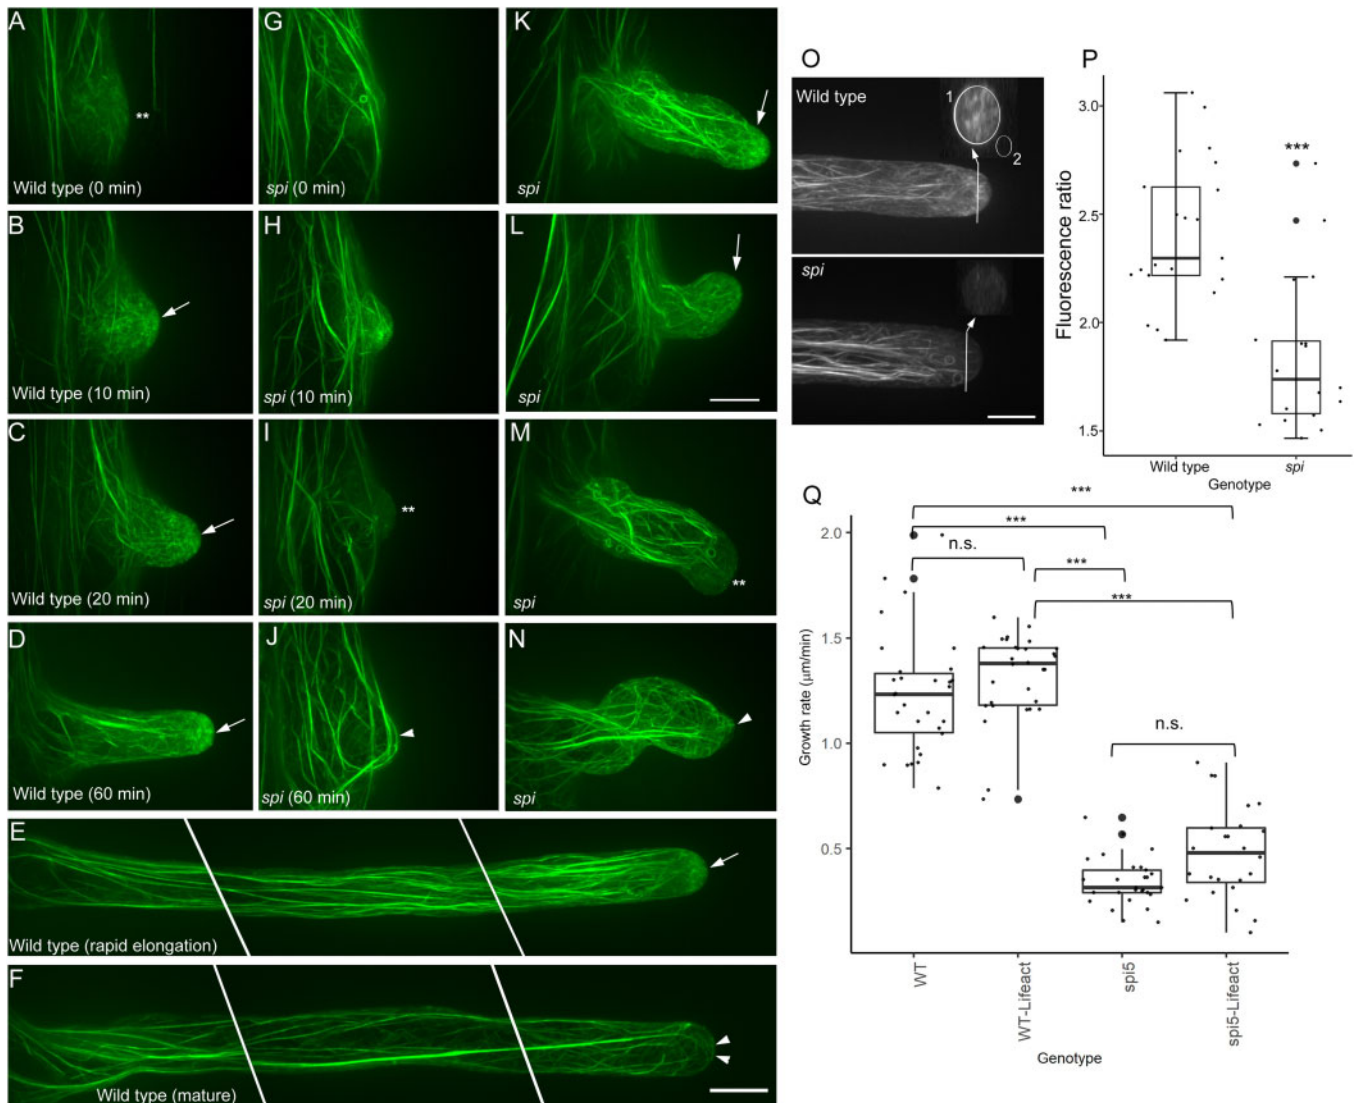 A
**
Wild type (0 min)
B
Wild type (10 min)
C
Wild type (20 min)
D
Wild type (60 min)
E
Wild type (rapid elongation)
F
Wild type (mature)
G
spi (0 min)
H
spi (10 min)
I
**
spi (20 min)
J
spi (60 min)
K
spi
L
spi
M
**
spi
N
spi
O
Wild type
1
2
spi
P
Fluorescence ratio
3.0
2.5
2.0
1.5
***
Wild type
spi
Genotype
Q
***
***
n.s.
***
***
n.s.
Growth rate (μm/min)
2.0
1.5
1.0
0.5
WT
WT-Lifeact
spi5
spi5-Lifeact
Genotype